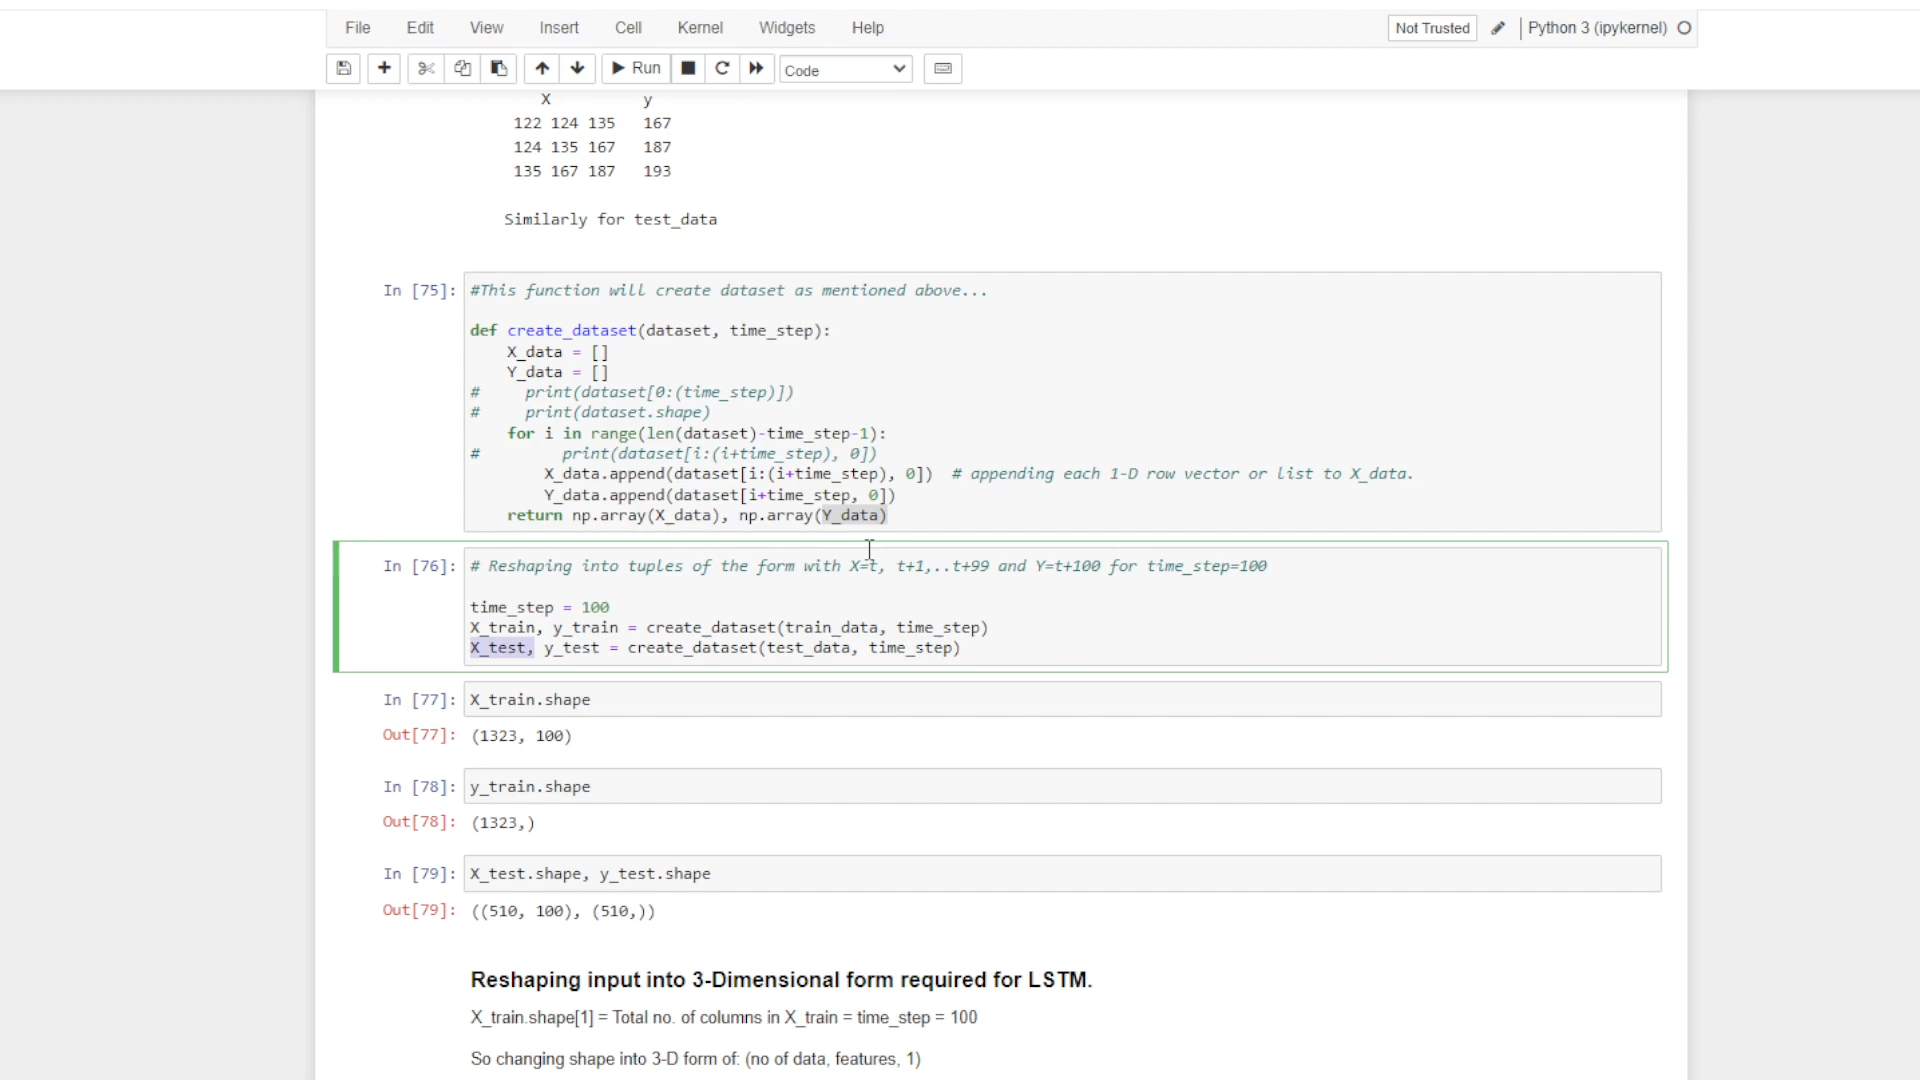 File Edit View Insert Cell Kernel Widgets Help Not Trusted Python 3 (ipykernel)
Run Code
X y
122 124 135 167
124 135 167 187
135 167 187 193
Similarly for test_data
In [75]: #This function will create dataset as mentioned above...
def create_dataset(dataset, time_step):
X_data = []
Y_data = []
# print(dataset[0:(time_step)])
# print(dataset.shape)
for i in range(len(dataset)-time_step-1):
# print(dataset[i:(i+time_step), 0])
X_data.append(dataset[i:(i+time_step), 0]) # appending each 1-D row vector or list to X_data.
Y_data.append(dataset[i+time_step, 0])
return np.array(X_data), np.array(Y_data)
In [76]: # Reshaping into tuples of the form with X=t, t+1,..t+99 and Y=t+100 for time_step=100
time_step = 100
X_train, y_train = create_dataset(train_data, time_step)
X_test, y_test = create_dataset(test_data, time_step)
In [77]: X_train.shape
Out[77]: (1323, 100)
In [78]: y_train.shape
Out[78]: (1323,)
In [79]: X_test.shape, y_test.shape
Out[79]: ((510, 100), (510,))
Reshaping input into 3-Dimensional form required for LSTM.
X_train.shape[1] = Total no. of columns in X_train = time_step = 100
So changing shape into 3-D form of: (no of data, features, 1)